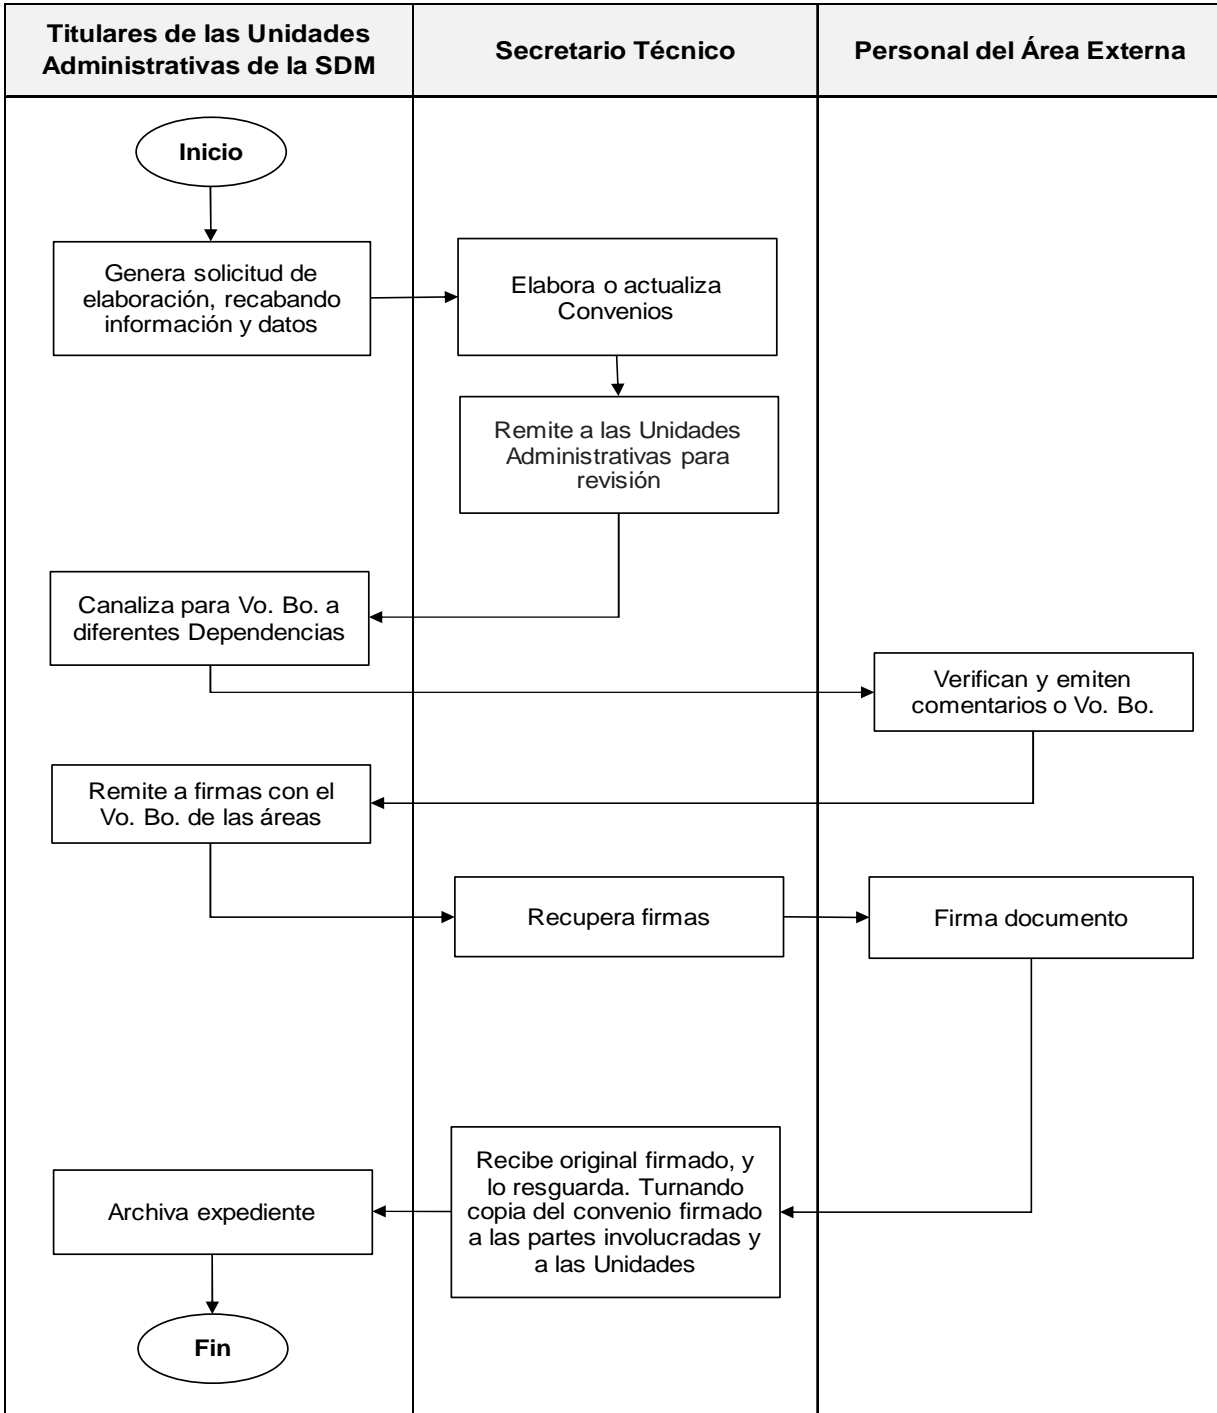 Titulares de las Unidades
Administrativas de la SDM
Secretario Técnico
Personal del Área Externa
Inicio
Genera solicitud de
elaboración, recabando
información y datos
Elabora o actualiza
Convenios
Remite a las Unidades
Administrativas para
revisión
Canaliza para Vo. Bo. a
diferentes Dependencias
Verifican y emiten
comentarios o Vo. Bo.
Remite a firmas con el
Vo. Bo. de las áreas
Recupera firmas
Firma documento
Recibe original firmado, y
lo resguarda. Turnando
copia del convenio firmado
a las partes involucradas y
a las Unidades
Archiva expediente
Fin